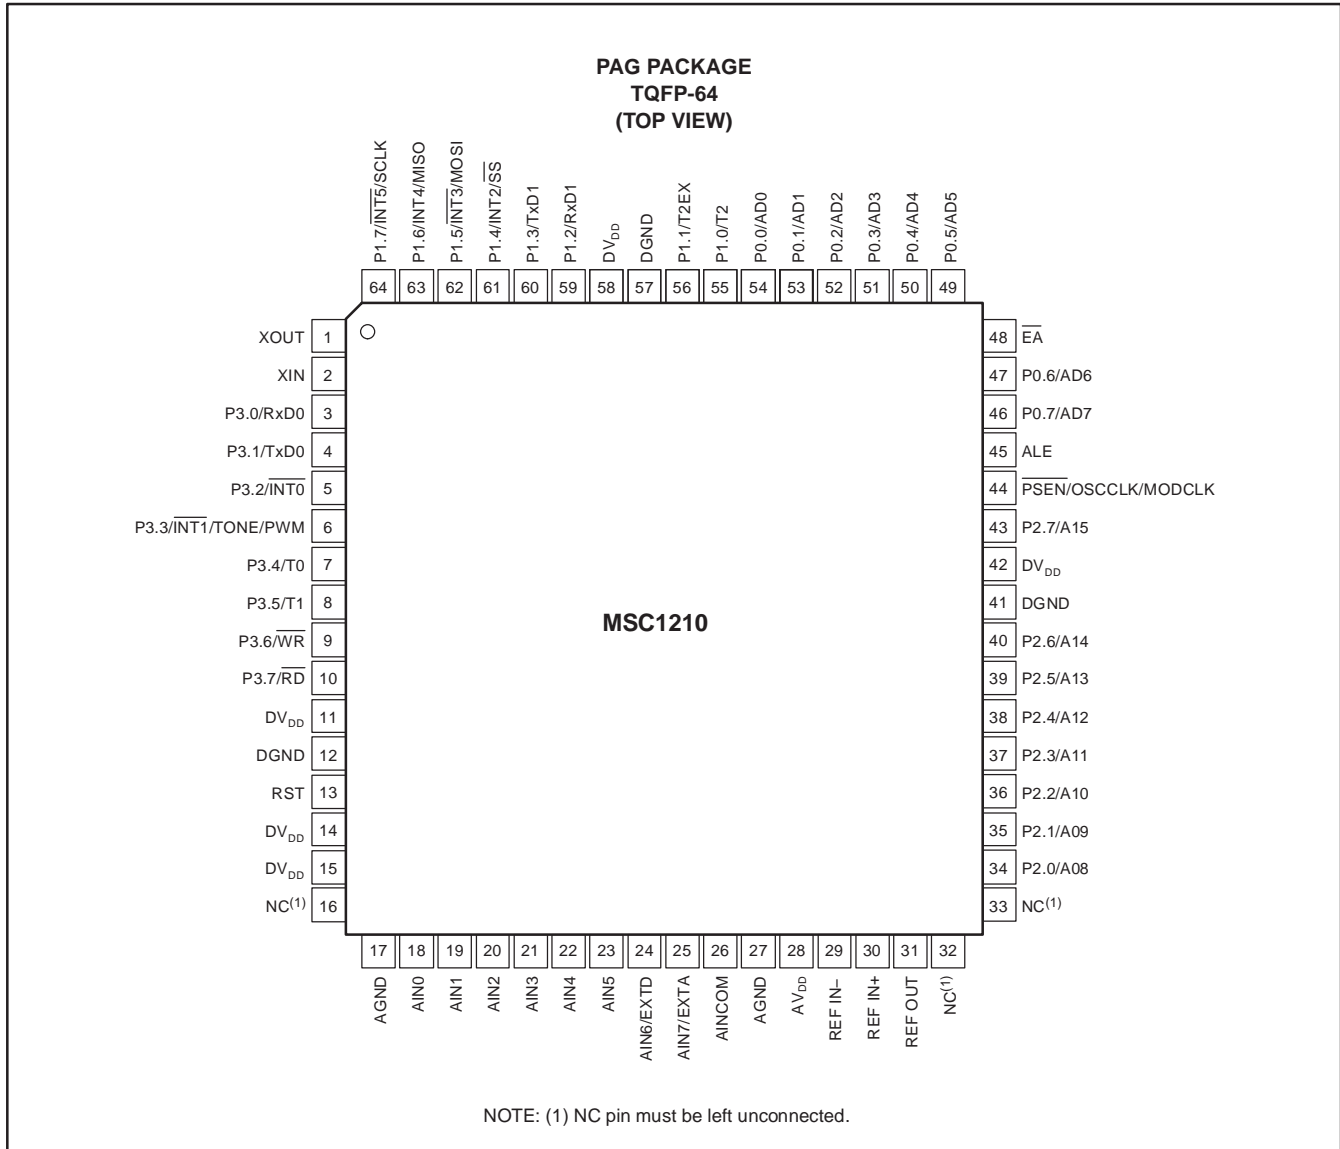 PAG PACKAGE
TQFP-64
(TOP VIEW)
P1.7/I̅N̅T̅5̅/SCLK
P1.6/INT4/MISO
P1.5/I̅N̅T̅3̅/MOSI
P1.4/INT2/S̅S̅
P1.3/TxD1
P1.2/RxD1
DVDD
DGND
P1.1/T2EX
P1.0/T2
P0.0/AD0
P0.1/AD1
P0.2/AD2
P0.3/AD3
P0.4/AD4
P0.5/AD5
64 63 62 61 60 59 58 57 56 55 54 53 52 51 50 49
XOUT 1
XIN 2
P3.0/RxD0 3
P3.1/TxD0 4
P3.2/I̅N̅T̅0̅ 5
P3.3/I̅N̅T̅1̅/TONE/PWM 6
P3.4/T0 7
P3.5/T1 8
P3.6/W̅R̅ 9
P3.7/R̅D̅ 10
DVDD 11
DGND 12
RST 13
DVDD 14
DVDD 15
NC(1) 16
MSC1210
48 E̅A̅
47 P0.6/AD6
46 P0.7/AD7
45 ALE
44 P̅S̅E̅N̅/OSCCLK/MODCLK
43 P2.7/A15
42 DVDD
41 DGND
40 P2.6/A14
39 P2.5/A13
38 P2.4/A12
37 P2.3/A11
36 P2.2/A10
35 P2.1/A09
34 P2.0/A08
33 NC(1)
17 18 19 20 21 22 23 24 25 26 27 28 29 30 31 32
AGND
AIN0
AIN1
AIN2
AIN3
AIN4
AIN5
AIN6/EXTD
AIN7/EXTA
AINCOM
AGND
AVDD
REF IN–
REF IN+
REF OUT
NC(1)
NOTE: (1) NC pin must be left unconnected.